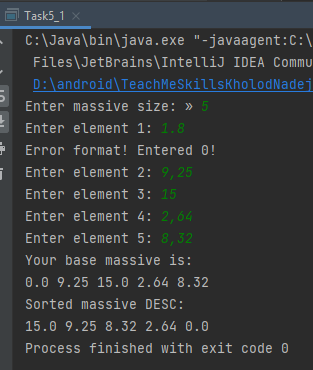 Task5_1 ×
C:\Java\bin\java.exe "-javaagent:C:\
Files\JetBrains\IntelliJ IDEA Commu
D:\android\TeachMeSkillsKholodNadej
Enter massive size: » 5
Enter element 1: 1.8
Error format! Entered 0!
Enter element 2: 9,25
Enter element 3: 15
Enter element 4: 2,64
Enter element 5: 8,32
Your base massive is:
0.0 9.25 15.0 2.64 8.32
Sorted massive DESC:
15.0 9.25 8.32 2.64 0.0
Process finished with exit code 0